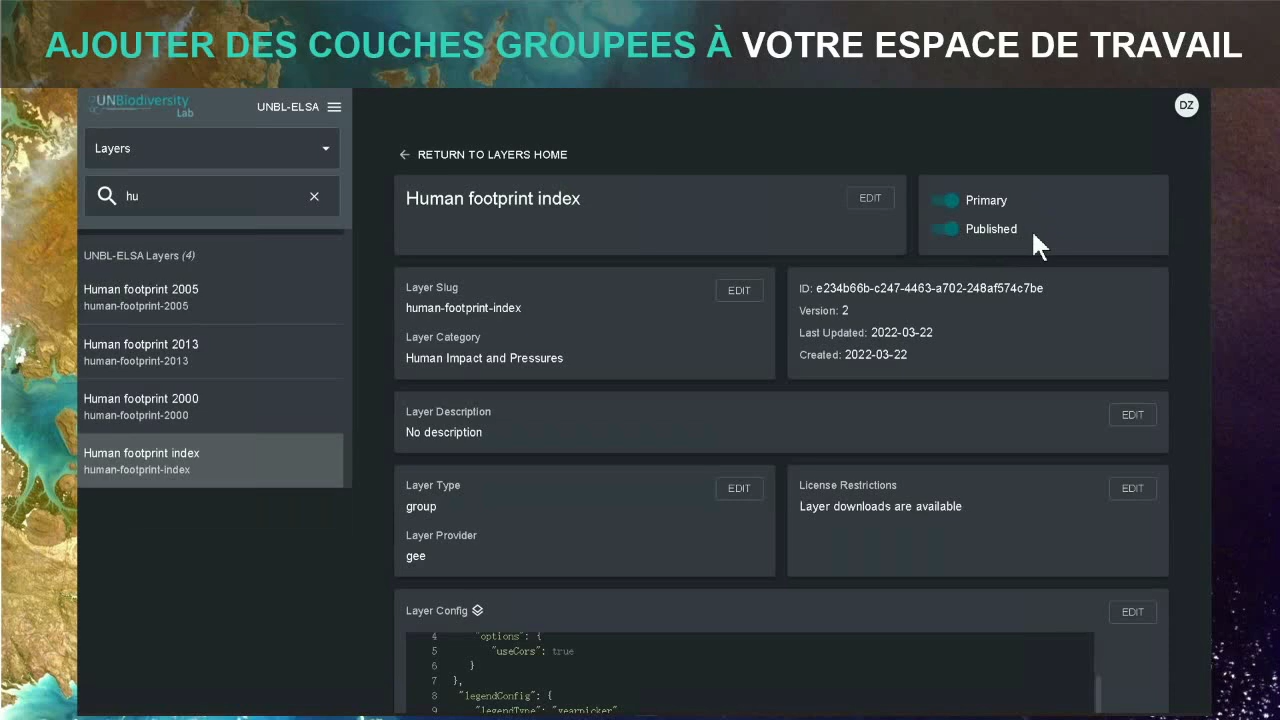 AJOUTER DES COUCHES GROUPEES À VOTRE ESPACE DE TRAVAIL
UNBiodiversity
Lab
UNBL-ELSA
DZ
Layers
hu
UNBL-ELSA Layers (4)
Human footprint 2005
human-footprint-2005
Human footprint 2013
human-footprint-2013
Human footprint 2000
human-footprint-2000
Human footprint index
human-footprint-index
RETURN TO LAYERS HOME
Human footprint index
EDIT
Primary
Published
Layer Slug
EDIT
human-footprint-index
Layer Category
Human Impact and Pressures
ID: e234b66b-c247-4463-a702-248af574c7be
Version: 2
Last Updated: 2022-03-22
Created: 2022-03-22
Layer Description
EDIT
No description
Layer Type
EDIT
group
Layer Provider
gee
License Restrictions
EDIT
Layer downloads are available
Layer Config
EDIT
4 "options": {
5 "useCors": true
6 }
7 },
8 "legendConfig": {
9 "legendType": "yearpicker"